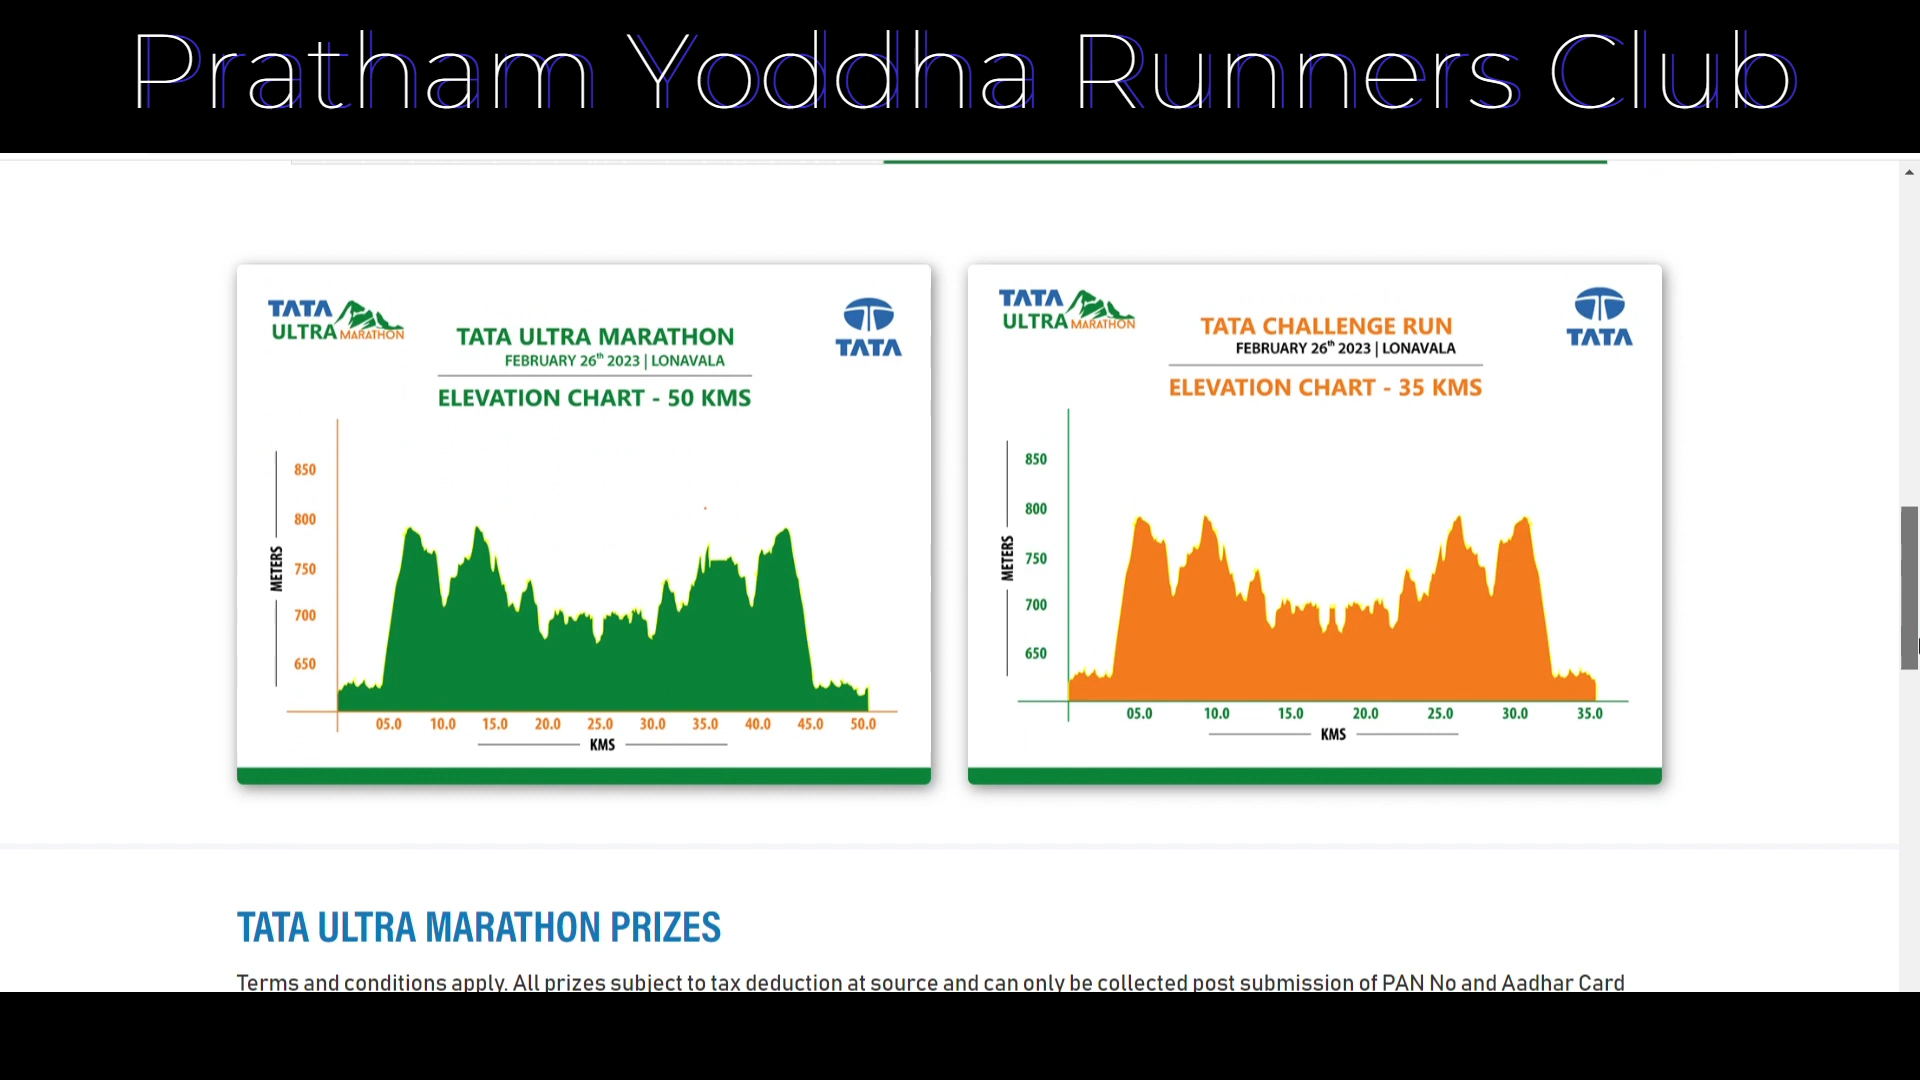 Pratham Yoddha Runners Club
TATA
ULTRA MARATHON
TATA ULTRA MARATHON
FEBRUARY 26th 2023 | LONAVALA
ELEVATION CHART - 50 KMS
TATA
METERS
850
800
750
700
650
05.0 10.0 15.0 20.0 25.0 30.0 35.0 40.0 45.0 50.0
KMS
TATA
ULTRA MARATHON
TATA CHALLENGE RUN
FEBRUARY 26th 2023 | LONAVALA
ELEVATION CHART - 35 KMS
TATA
METERS
850
800
750
700
650
05.0 10.0 15.0 20.0 25.0 30.0 35.0
KMS
TATA ULTRA MARATHON PRIZES
Terms and conditions apply. All prizes subject to tax deduction at source and can only be collected post submission of PAN No and Aadhar Card